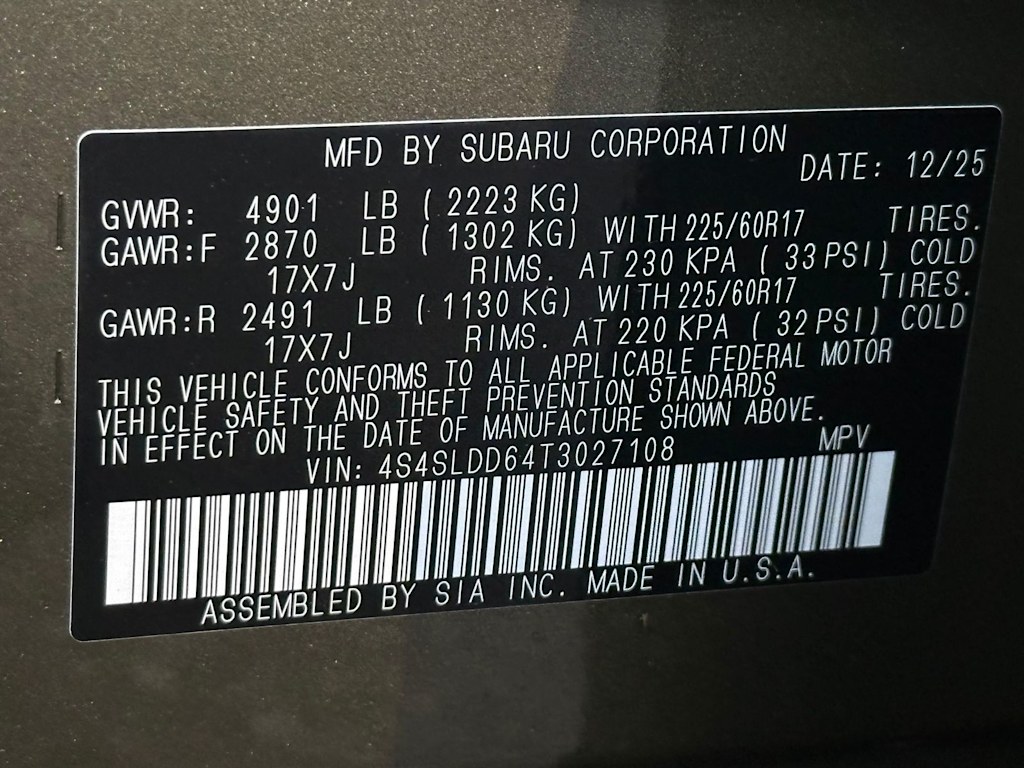 MFD BY SUBARU CORPORATION DATE: 12/25
GVWR: 4901 LB ( 2223 KG)
GAWR:F 2870 LB ( 1302 KG) WITH 225/60R17 TIRES.
17X7J RIMS. AT 230 KPA ( 33 PSI) COLD
GAWR:R 2491 LB ( 1130 KG) WITH 225/60R17 TIRES.
17X7J RIMS. AT 220 KPA ( 32 PSI) COLD
THIS VEHICLE CONFORMS TO ALL APPLICABLE FEDERAL MOTOR
VEHICLE SAFETY AND THEFT PREVENTION STANDARDS
IN EFFECT ON THE DATE OF MANUFACTURE SHOWN ABOVE.
VIN: 4S4SLDD64T3027108 MPV
ASSEMBLED BY SIA INC. MADE IN U.S.A.